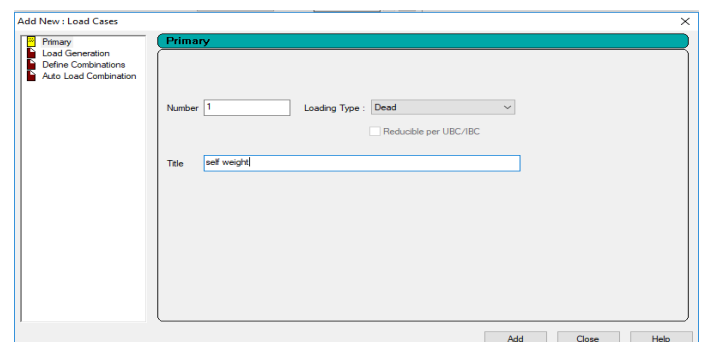 Add New : Load Cases
Primary
Load Generation
Define Combinations
Auto Load Combination
Primary
Number 1 Loading Type : Dead
Reducible per UBC/IBC
Title self weight
Add Close Help